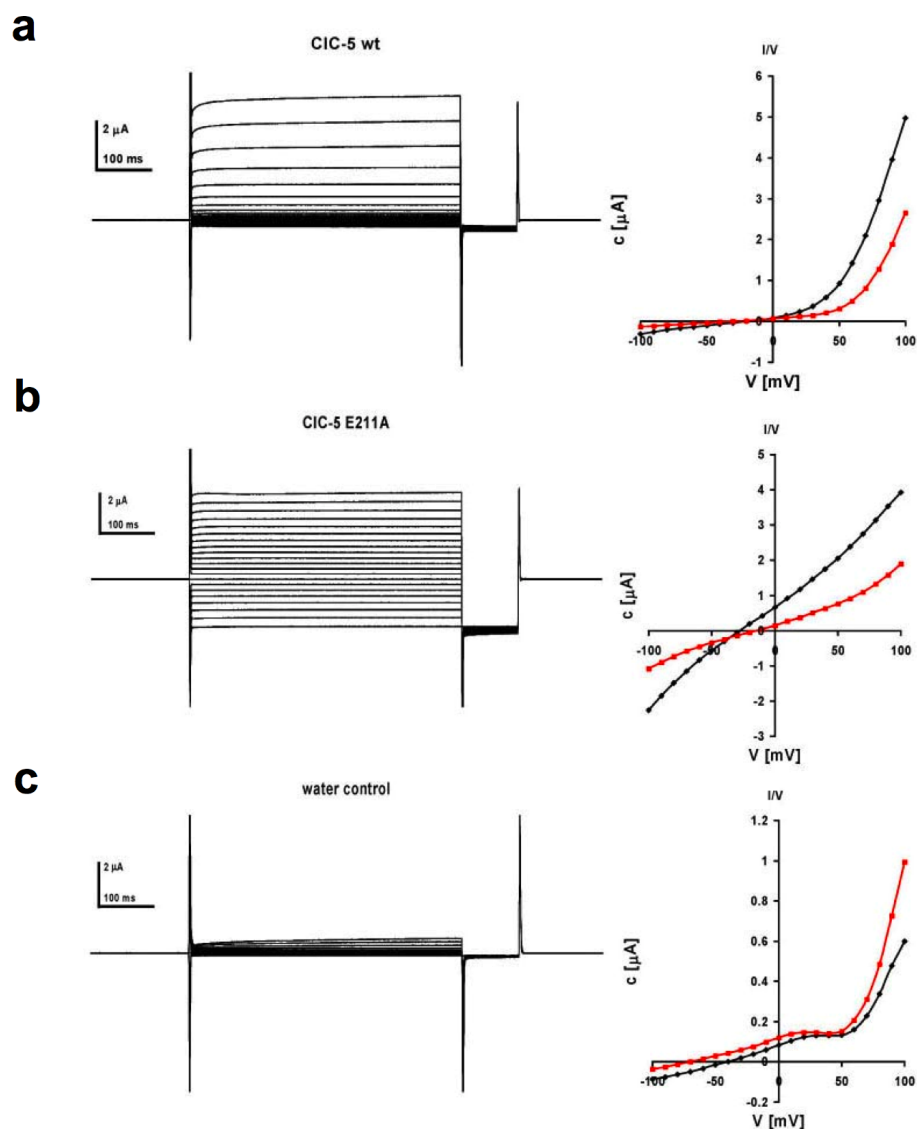 a
ClC-5 wt
2 µA
100 ms
I/V
6
5
4
3
2
1
0
-1
-100
-50
0
50
100
c [µA]
V [mV]
b
ClC-5 E211A
2 µA
100 ms
I/V
5
4
3
2
1
0
-1
-2
-3
-100
-50
0
50
100
c [µA]
V [mV]
c
water control
2 µA
100 ms
I/V
1.2
1
0.8
0.6
0.4
0.2
0
-0.2
-100
-50
0
50
100
c [µA]
V [mV]